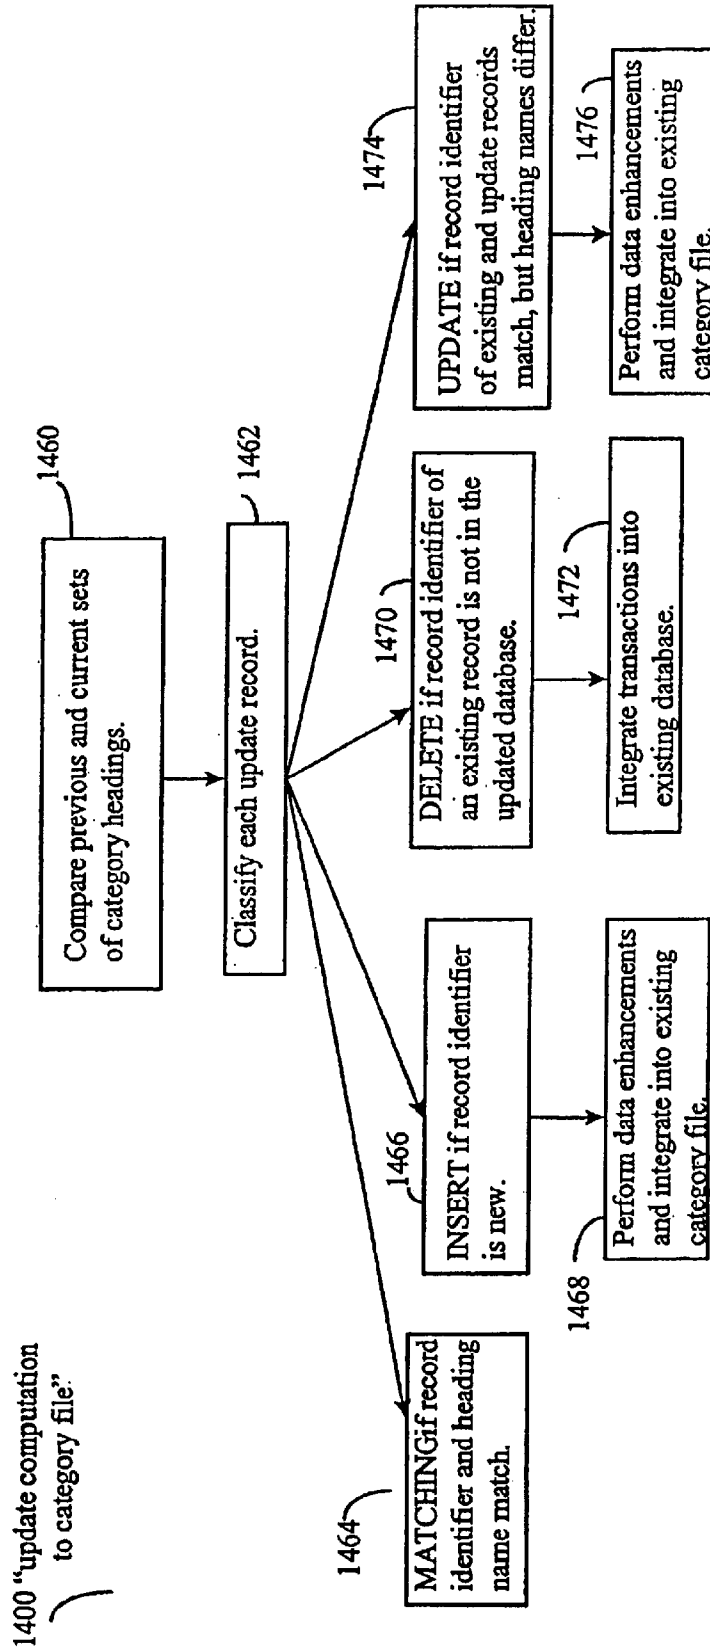 1400 “update computation
to category file”
1460
Compare previous and current sets
of category headings.
1462
Classify each update record.
1464
MATCHINGif record
identifier and heading
name match.
1466
INSERT if record identifier
is new.
1468
Perform data enhancements
and integrate into existing
category file.
1470
DELETE if record identifier of
an existing record is not in the
updated database.
1472
Integrate transactions into
existing database.
1474
UPDATE if record identifier
of existing and update records
match, but heading names differ.
1476
Perform data enhancements
and integrate into existing
category file.